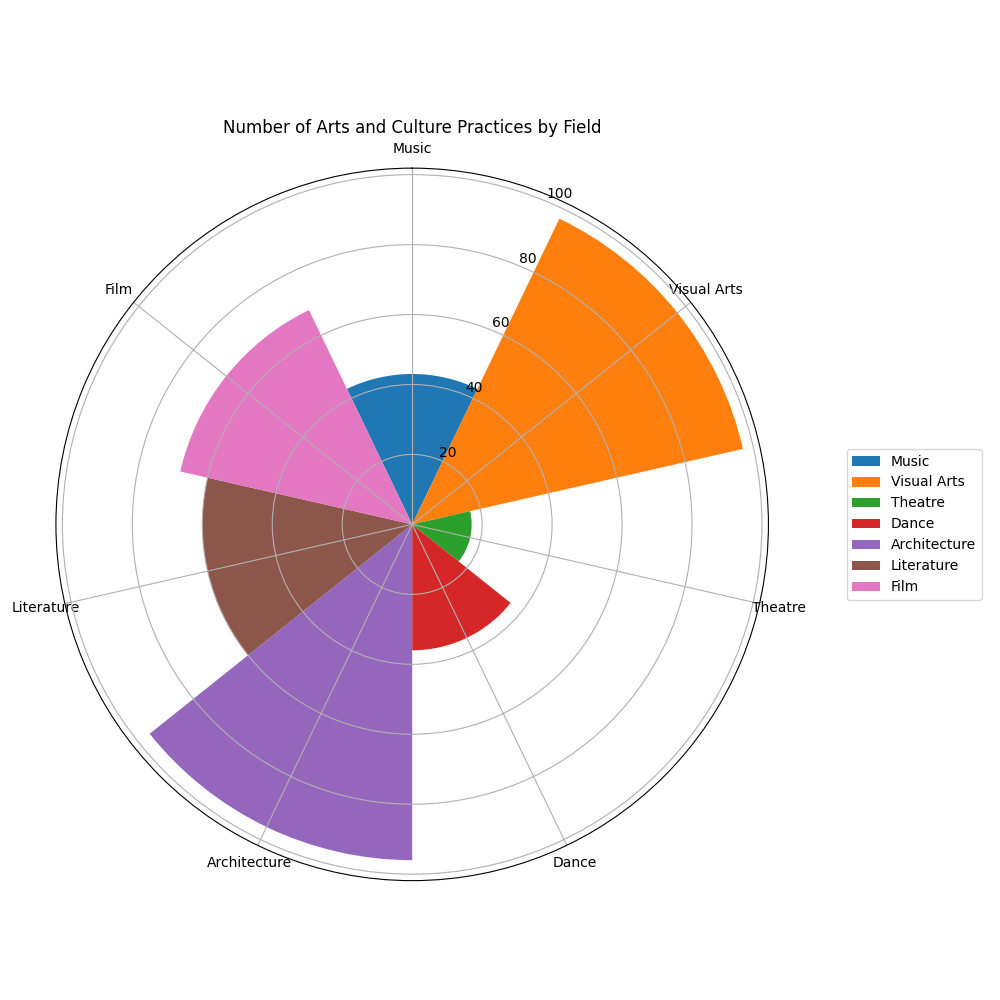 Number of Arts and Culture Practices by Field
Music
100
Film
Visual Arts
80
60
40
20
Literature
Theatre
Architecture
Dance
Music
Visual Arts
Theatre
Dance
Architecture
Literature
Film